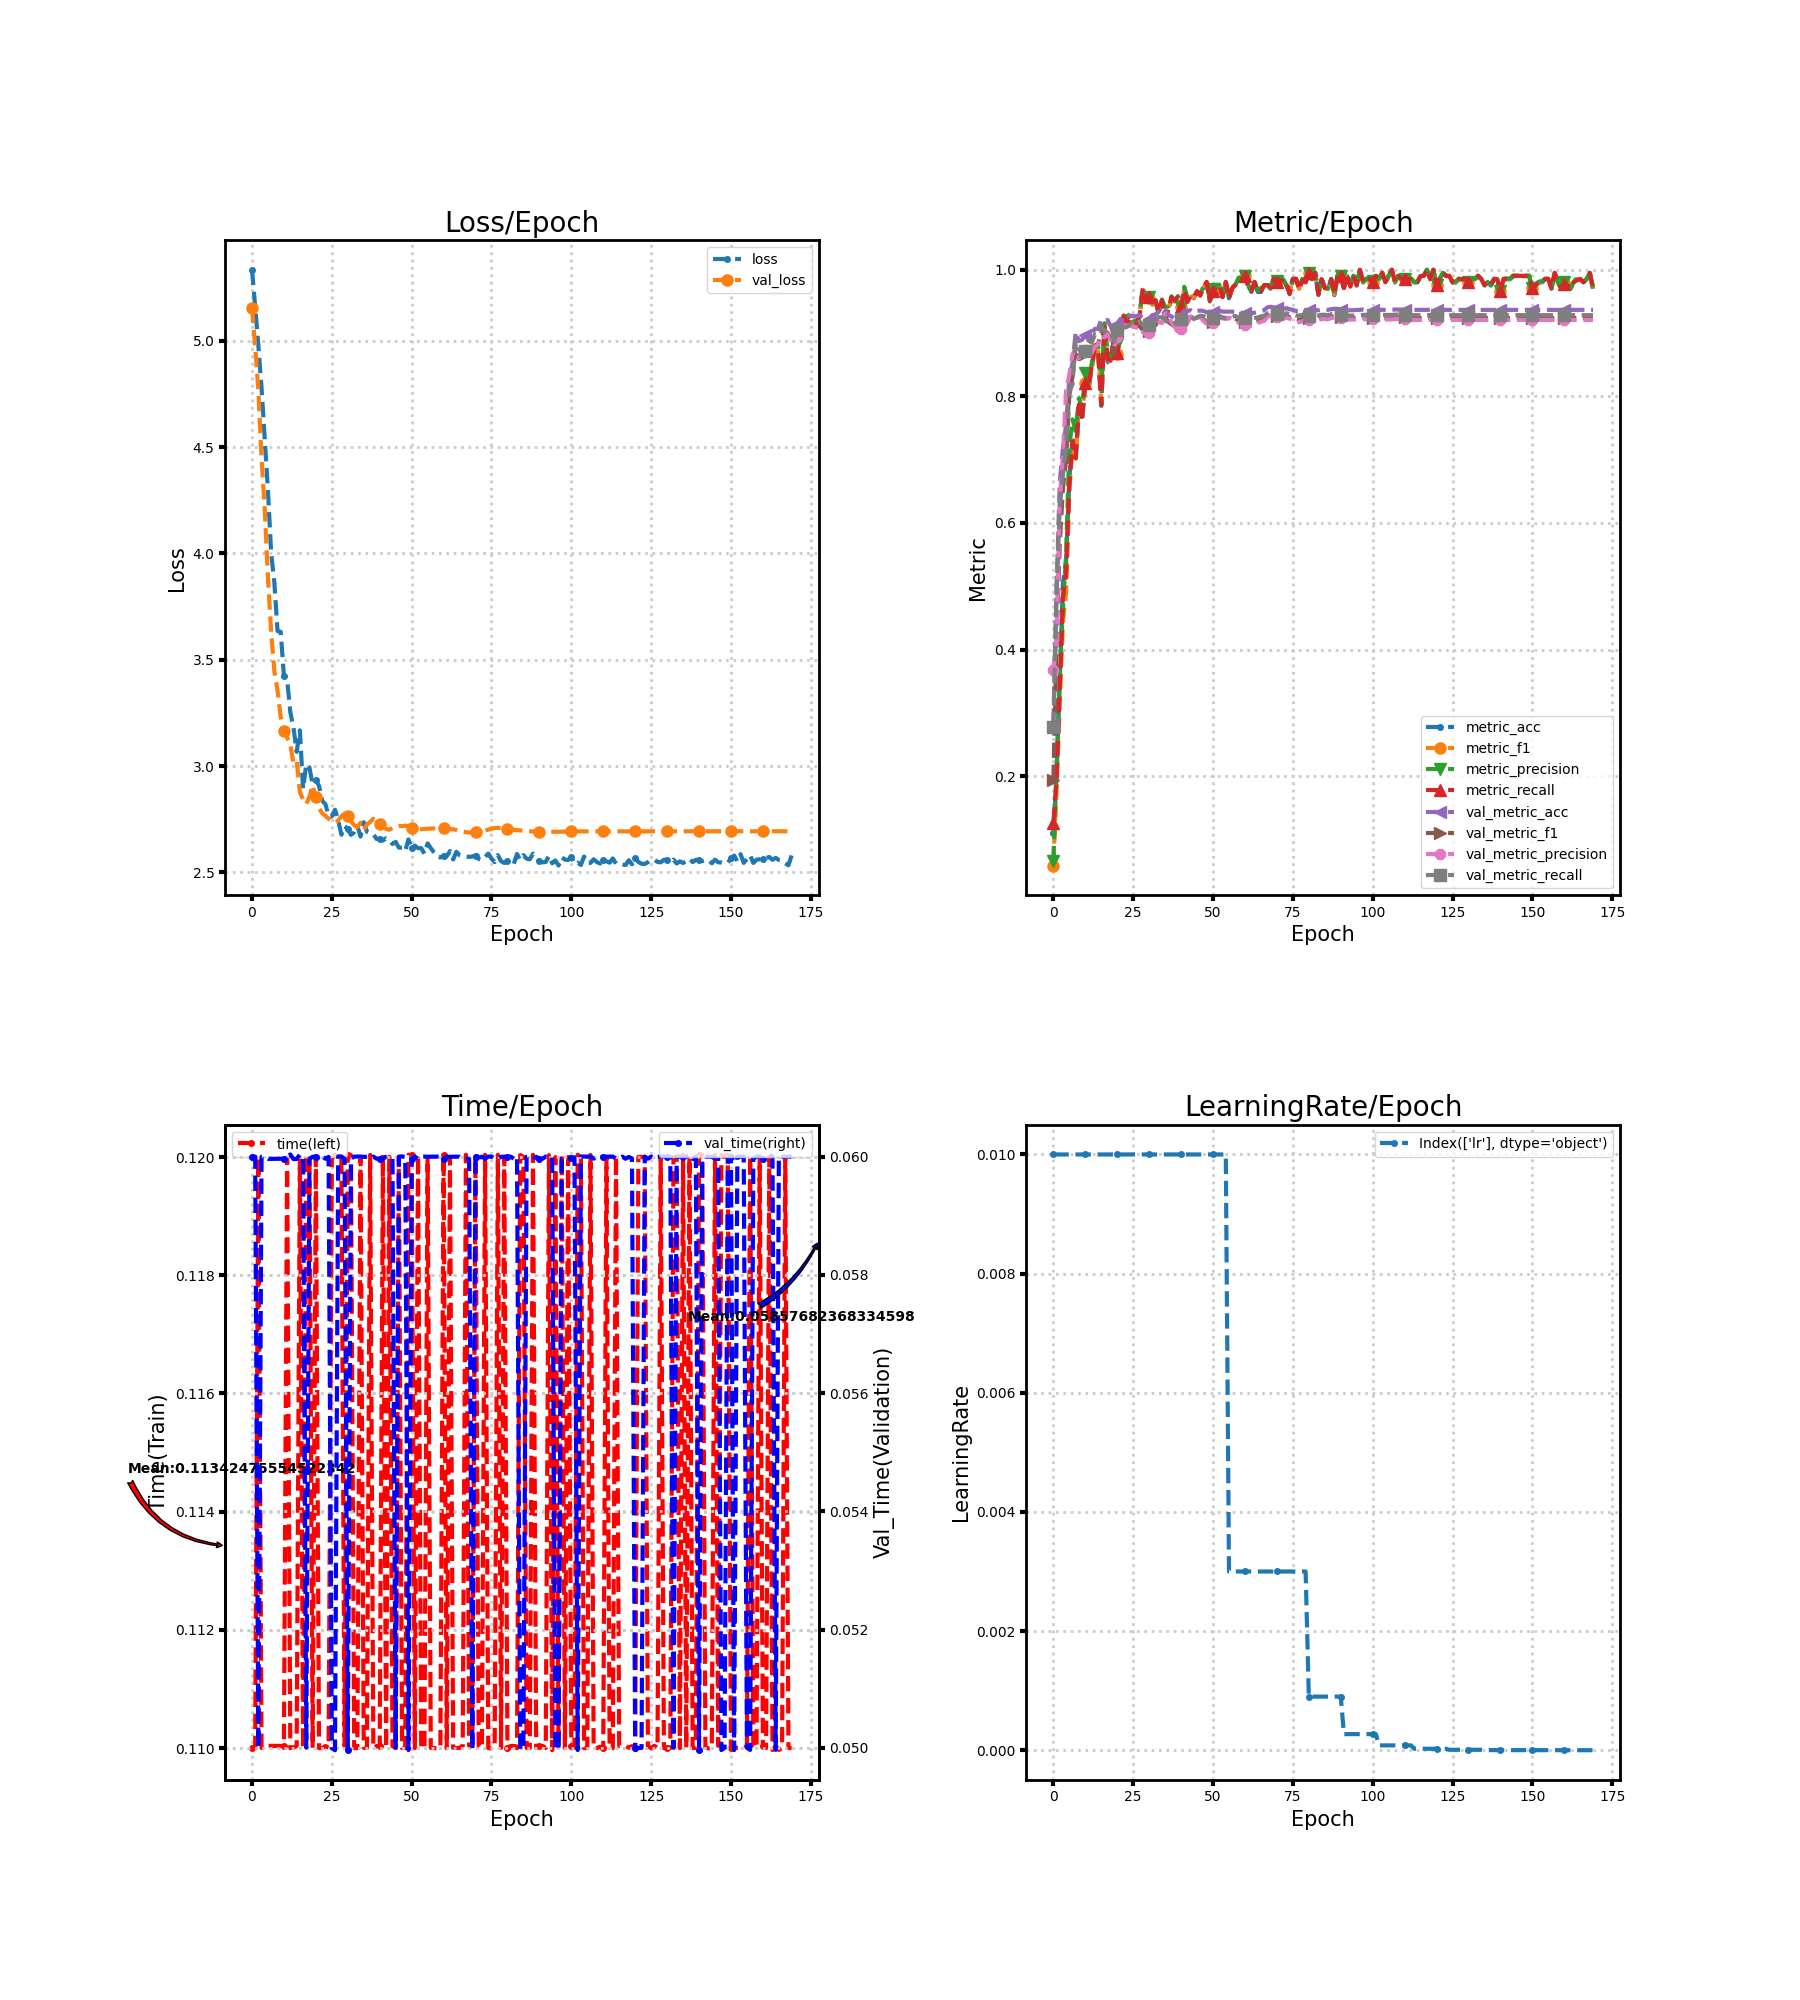 Loss/Epoch
loss
val_loss
5.0
4.5
4.0
3.5
3.0
2.5
Loss
0 25 50 75 100 125 150 175
Epoch
Metric/Epoch
1.0
0.8
0.6
0.4
0.2
Metric
metric_acc
metric_f1
metric_precision
metric_recall
val_metric_acc
val_metric_f1
val_metric_precision
val_metric_recall
0 25 50 75 100 125 150 175
Epoch
Time/Epoch
time(left)
val_time(right)
0.120
0.118
0.116
0.114
0.112
0.110
Time(Train)
0.060
0.058
0.056
0.054
0.052
0.050
Val_Time(Validation)
0 25 50 75 100 125 150 175
Epoch
LearningRate/Epoch
Index(['lr'], dtype='object')
0.010
0.008
0.006
0.004
0.002
0.000
LearningRate
0 25 50 75 100 125 150 175
Epoch